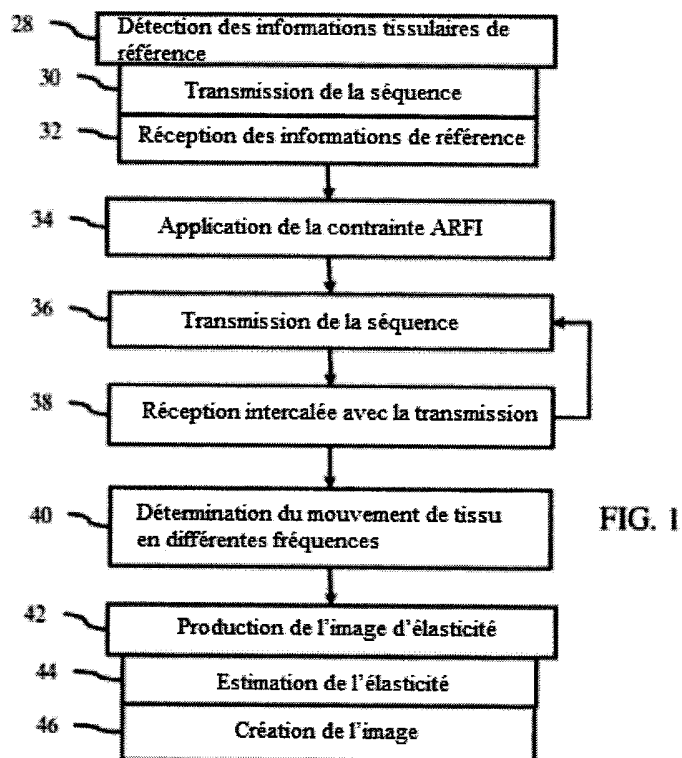 28
Détection des informations tissulaires de
référence
30
Transmission de la séquence
32
Réception des informations de référence
34
Application de la contrainte ARFI
36
Transmission de la séquence
38
Réception intercalée avec la transmission
40
Détermination du mouvement de tissu
en différentes fréquences
FIG. 1
42
Production de l'image d'élasticité
44
Estimation de l'élasticité
46
Création de l'image